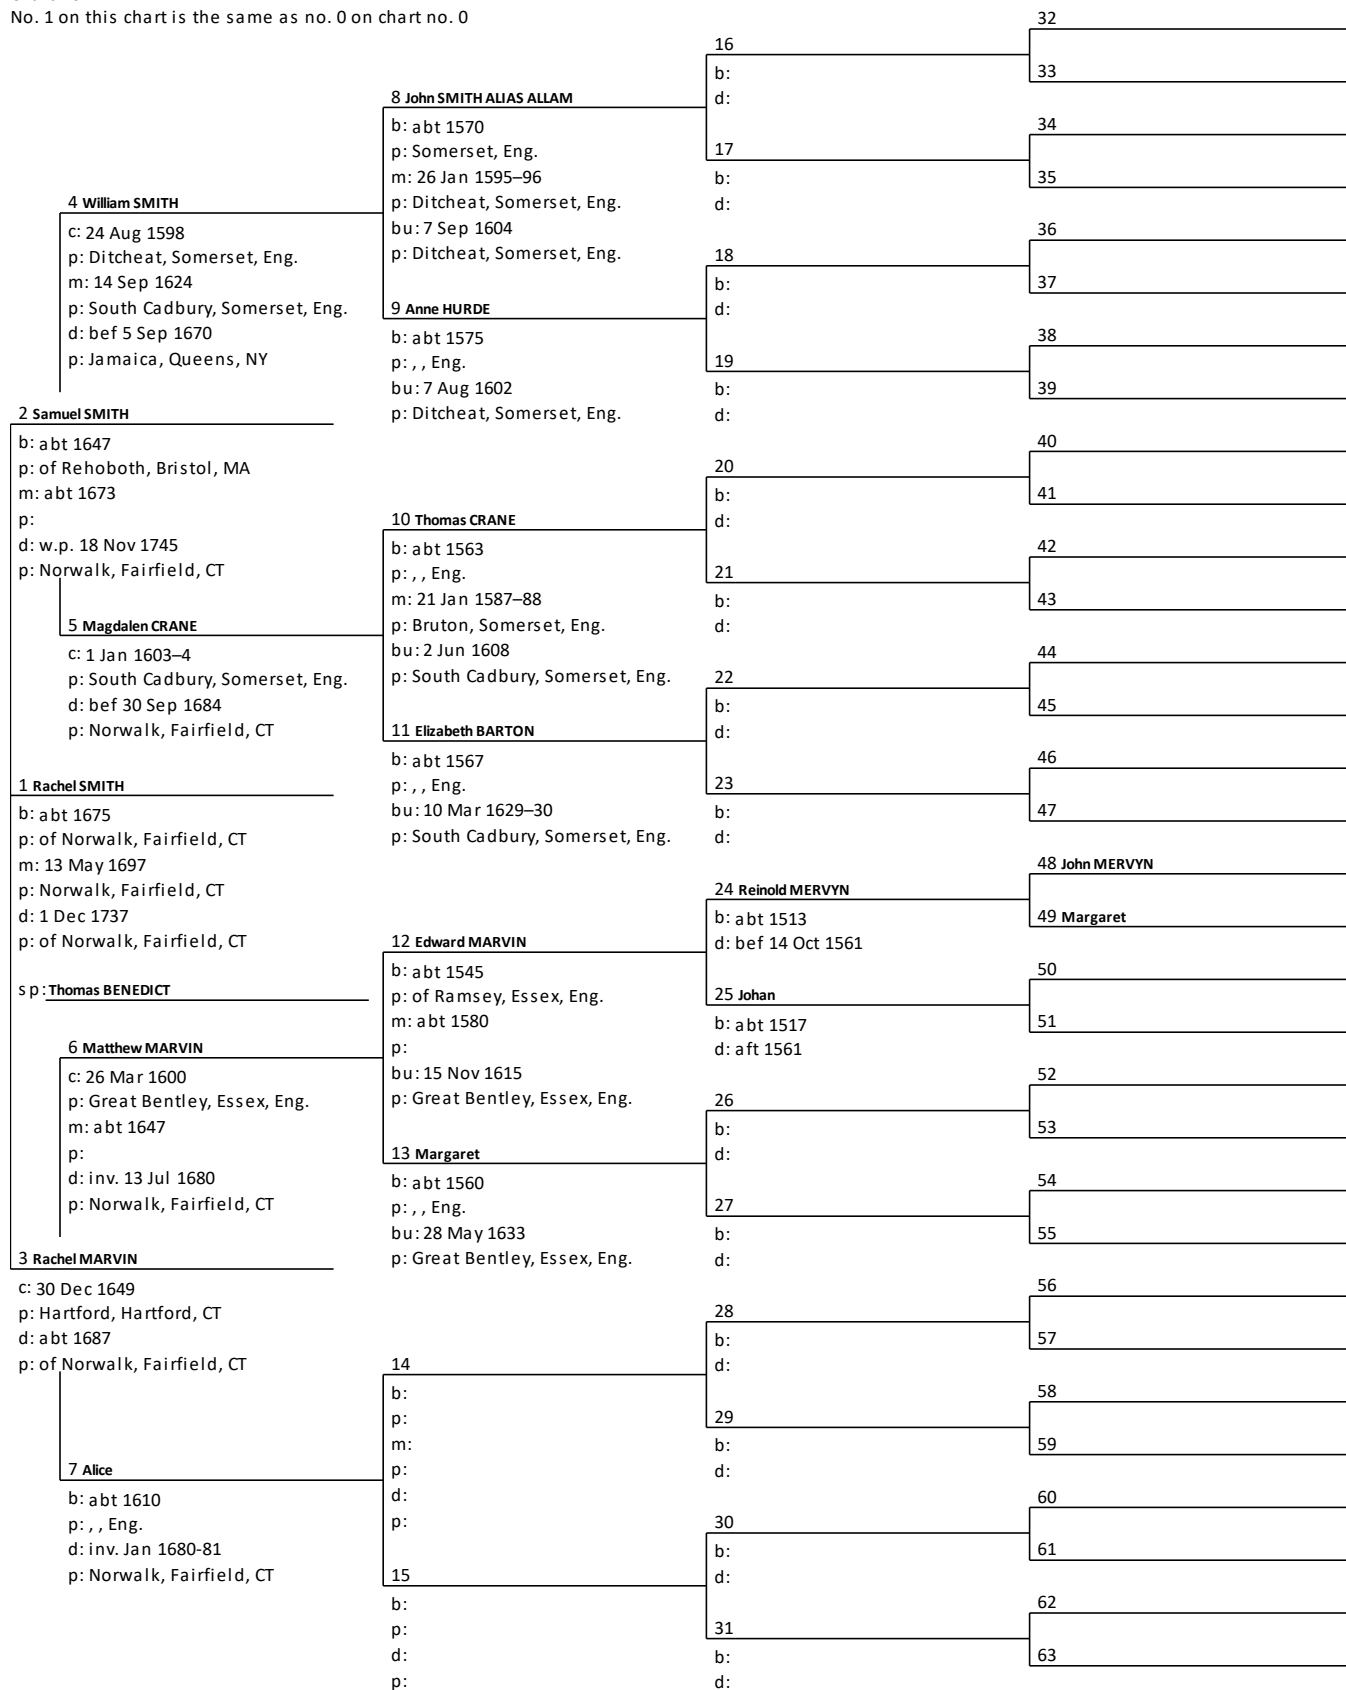 No. 1 on this chart is the same as no. 0 on chart no. 0
4 William SMITH
c: 24 Aug 1598
p: Ditcheat, Somerset, Eng.
m: 14 Sep 1624
p: South Cadbury, Somerset, Eng.
d: bef 5 Sep 1670
p: Jamaica, Queens, NY
2 Samuel SMITH
b: abt 1647
p: of Rehoboth, Bristol, MA
m: abt 1673
p:
d: w.p. 18 Nov 1745
p: Norwalk, Fairfield, CT
5 Magdalen CRANE
c: 1 Jan 1603–4
p: South Cadbury, Somerset, Eng.
d: bef 30 Sep 1684
p: Norwalk, Fairfield, CT
1 Rachel SMITH
b: abt 1675
p: of Norwalk, Fairfield, CT
m: 13 May 1697
p: Norwalk, Fairfield, CT
d: 1 Dec 1737
p: of Norwalk, Fairfield, CT
sp: Thomas BENEDICT
6 Matthew MARVIN
c: 26 Mar 1600
p: Great Bentley, Essex, Eng.
m: abt 1647
p:
d: inv. 13 Jul 1680
p: Norwalk, Fairfield, CT
3 Rachel MARVIN
c: 30 Dec 1649
p: Hartford, Hartford, CT
d: abt 1687
p: of Norwalk, Fairfield, CT
7 Alice
b: abt 1610
p: , , Eng.
d: inv. Jan 1680-81
p: Norwalk, Fairfield, CT
8 John SMITH ALIAS ALLAM
b: abt 1570
p: Somerset, Eng.
m: 26 Jan 1595–96
p: Ditcheat, Somerset, Eng.
bu: 7 Sep 1604
p: Ditcheat, Somerset, Eng.
9 Anne HURDE
b: abt 1575
p: , , Eng.
bu: 7 Aug 1602
p: Ditcheat, Somerset, Eng.
10 Thomas CRANE
b: abt 1563
p: , , Eng.
m: 21 Jan 1587–88
p: Bruton, Somerset, Eng.
bu: 2 Jun 1608
p: South Cadbury, Somerset, Eng.
11 Elizabeth BARTON
b: abt 1567
p: , , Eng.
bu: 10 Mar 1629–30
p: South Cadbury, Somerset, Eng.
12 Edward MARVIN
b: abt 1545
p: of Ramsey, Essex, Eng.
m: abt 1580
p:
bu: 15 Nov 1615
p: Great Bentley, Essex, Eng.
13 Margaret
b: abt 1560
p: , , Eng.
bu: 28 May 1633
p: Great Bentley, Essex, Eng.
14
b:
p:
m:
p:
d:
p:
15
b:
p:
d:
p:
16
b:
d:
17
b:
d:
18
b:
d:
19
b:
d:
20
b:
d:
21
b:
d:
22
b:
d:
23
b:
d:
24 Reinold MERVYN
b: abt 1513
d: bef 14 Oct 1561
25 Johan
b: abt 1517
d: aft 1561
26
b:
d:
27
b:
d:
28
b:
d:
29
b:
d:
30
b:
d:
31
b:
d:
32
33
34
35
36
37
38
39
40
41
42
43
44
45
46
47
48 John MERVYN
49 Margaret
50
51
52
53
54
55
56
57
58
59
60
61
62
63